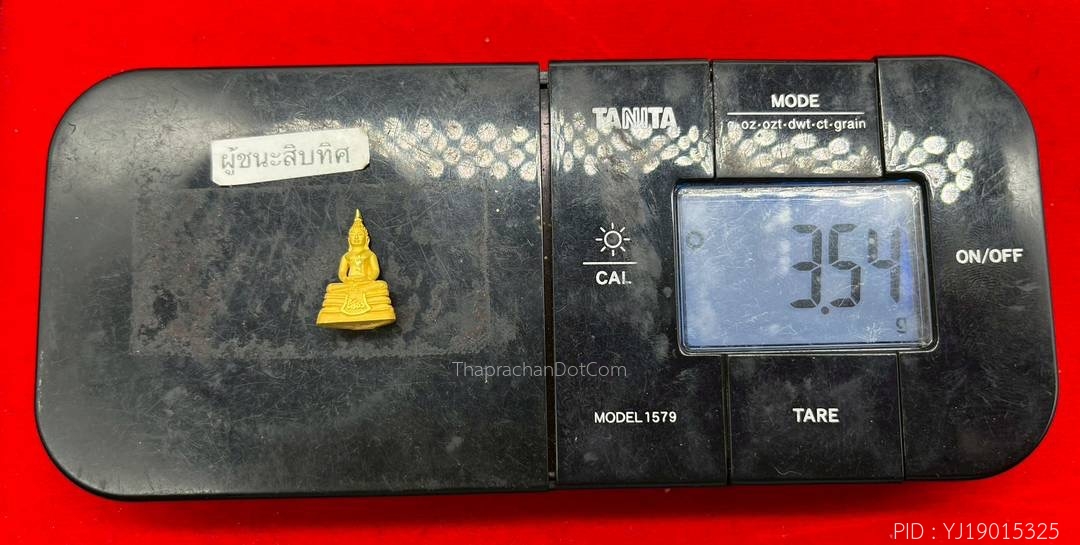 ผู้ชนะสิบทิศ
TANITA
MODE
g·oz·ozt·dwt·ct·grain
CAL
3.54
g
ON/OFF
ThaprachanDotCom
MODEL 1579
TARE
PID : YJ19015325